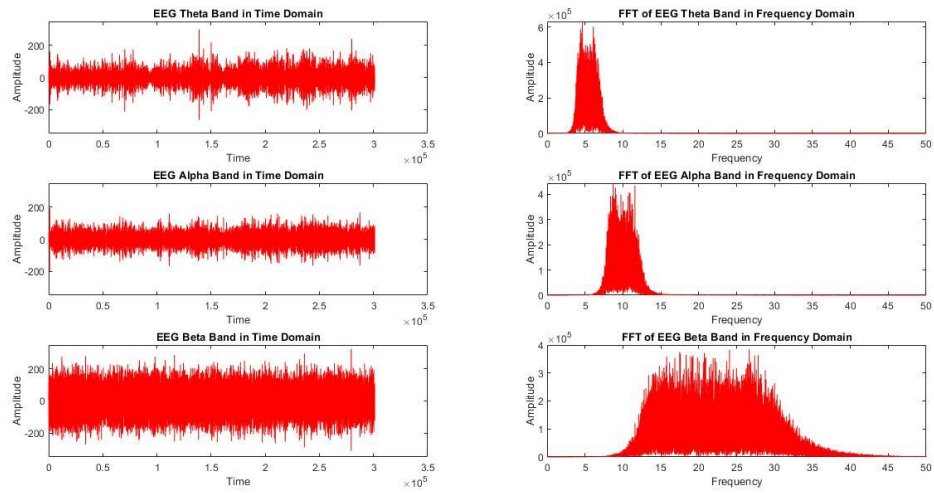 EEG Theta Band in Time Domain
Amplitude
200
0
-200
0 0.5 1 1.5 2 2.5 3 3.5
Time
×10^5
FFT of EEG Theta Band in Frequency Domain
×10^5
Amplitude
6
4
2
0
0 5 10 15 20 25 30 35 40 45 50
Frequency
EEG Alpha Band in Time Domain
Amplitude
200
0
-200
0 0.5 1 1.5 2 2.5 3 3.5
Time
×10^5
FFT of EEG Alpha Band in Frequency Domain
×10^5
Amplitude
4
3
2
1
0
0 5 10 15 20 25 30 35 40 45 50
Frequency
EEG Beta Band in Time Domain
Amplitude
200
0
-200
0 0.5 1 1.5 2 2.5 3 3.5
Time
×10^5
FFT of EEG Beta Band in Frequency Domain
×10^5
Amplitude
4
3
2
1
0
0 5 10 15 20 25 30 35 40 45 50
Frequency